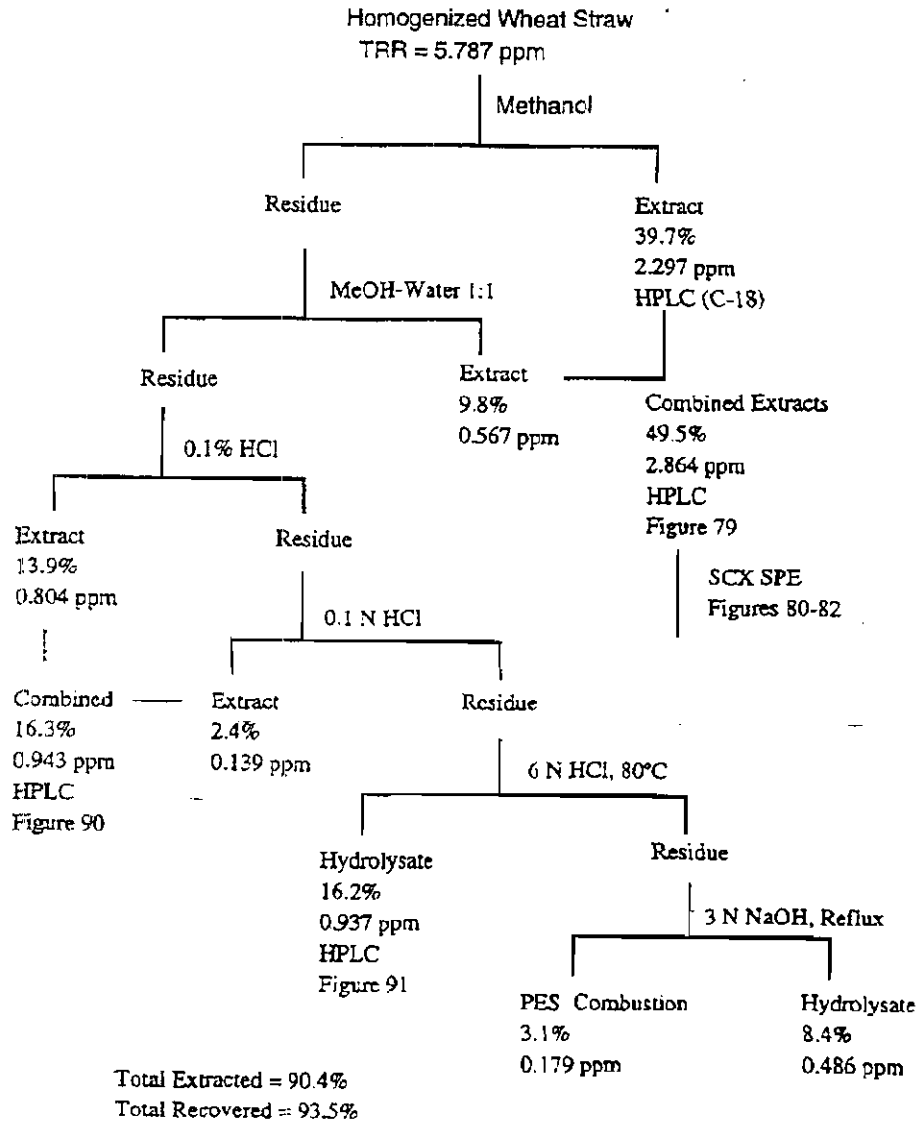 Homogenized Wheat Straw
TRR = 5.787 ppm
Methanol
Residue
Extract
39.7%
2.297 ppm
HPLC (C-18)
MeOH-Water 1:1
Residue
Extract
9.8%
0.567 ppm
Combined Extracts
49.5%
2.864 ppm
HPLC
Figure 79
0.1% HCl
Extract
13.9%
0.804 ppm
Residue
SCX SPE
Figures 80-82
0.1 N HCl
Combined
16.3%
0.943 ppm
HPLC
Figure 90
Extract
2.4%
0.139 ppm
Residue
6 N HCl, 80°C
Hydrolysate
16.2%
0.937 ppm
HPLC
Figure 91
Residue
3 N NaOH, Reflux
PES Combustion
3.1%
0.179 ppm
Hydrolysate
8.4%
0.486 ppm
Total Extracted = 90.4%
Total Recovered = 93.5%